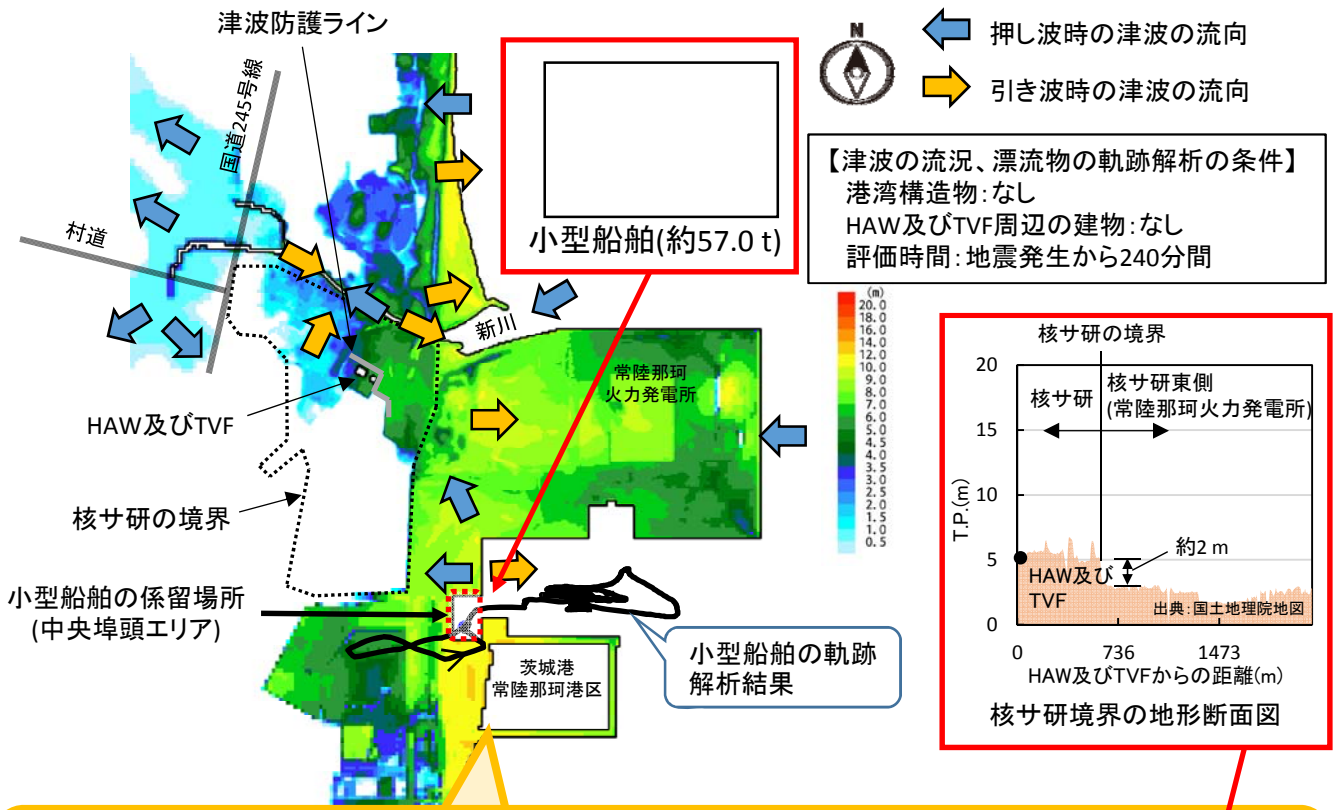 津波防護ライン
国道245号線
村道
HAW及びTVF
核サ研の境界
小型船舶の係留場所
(中央埠頭エリア)
小型船舶(約57.0 t)
新川
常陸那珂
火力発電所
茨城港
常陸那珂港区
小型船舶の軌跡
解析結果
N
押し波時の津波の流向
引き波時の津波の流向
【津波の流況、漂流物の軌跡解析の条件】
港湾構造物：なし
HAW及びTVF周辺の建物：なし
評価時間：地震発生から240分間
(m)
20.0
18.0
16.0
14.0
12.0
10.0
9.0
8.0
7.0
6.0
5.0
4.5
4.0
3.5
3.0
2.5
2.0
1.5
1.0
0.5
核サ研の境界
核サ研
核サ研東側
(常陸那珂火力発電所)
T.P.(m)
20
15
10
5
0
約2 m
HAW及び
TVF
出典：国土地理院地図
0 736 1473
HAW及びTVFからの距離(m)
核サ研境界の地形断面図